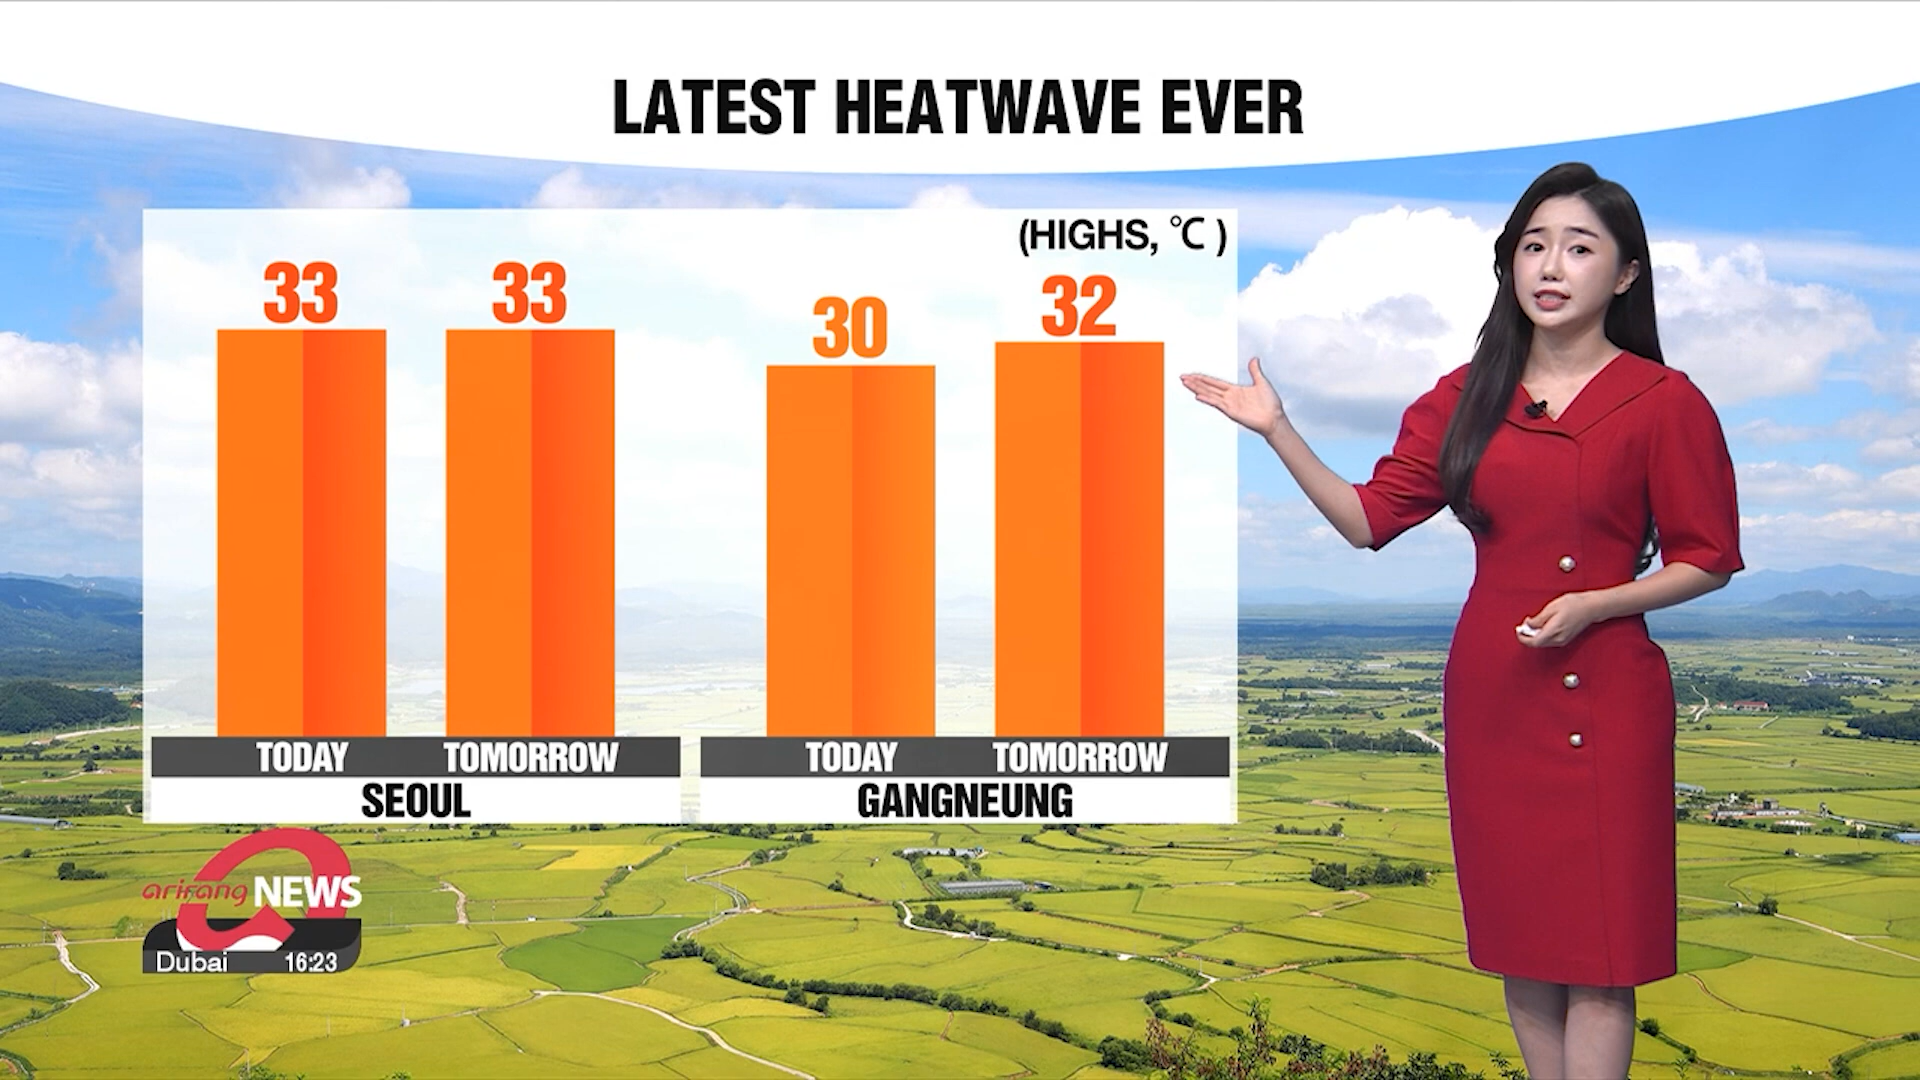 LATEST HEATWAVE EVER
(HIGHS, ℃ )
33
33
30
32
TODAY
TOMORROW
TODAY
TOMORROW
SEOUL
GANGNEUNG
arirang NEWS
Dubai 16:23